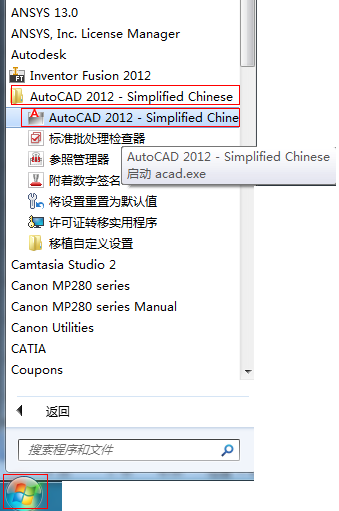 ANSYS 13.0
ANSYS, Inc. License Manager
Autodesk
Inventor Fusion 2012
AutoCAD 2012 - Simplified Chinese
AutoCAD 2012 - Simplified Chine
标准批处理检查器
参照管理器
AutoCAD 2012 - Simplified Chinese
启动 acad.exe
附着数字签名
将设置重置为默认值
许可证转移实用程序
移植自定义设置
Camtasia Studio 2
Canon MP280 series
Canon MP280 series Manual
Canon Utilities
CATIA
Coupons
返回
搜索程序和文件